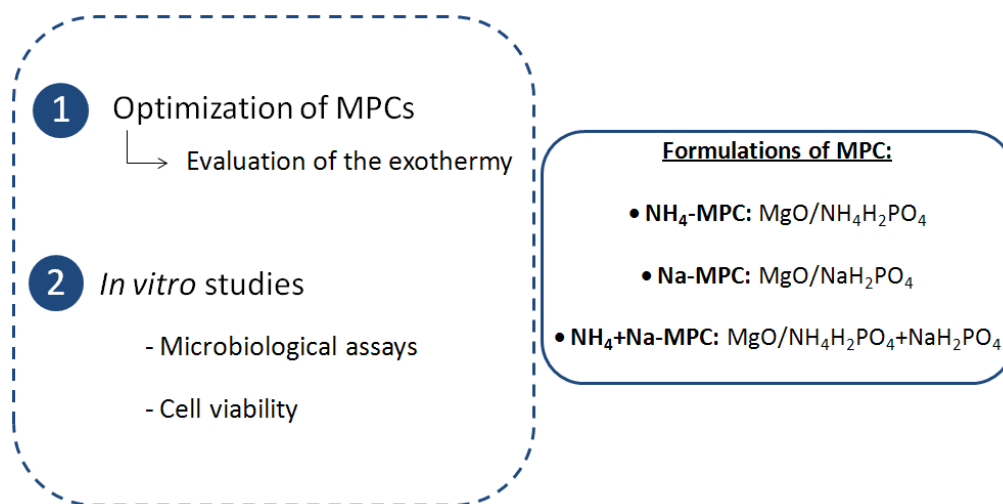 1 Optimization of MPCs
Evaluation of the exothermy
2 In vitro studies
- Microbiological assays
- Cell viability
Formulations of MPC:
• NH₄-MPC: MgO/NH₄H₂PO₄
• Na-MPC: MgO/NaH₂PO₄
• NH₄+Na-MPC: MgO/NH₄H₂PO₄+NaH₂PO₄